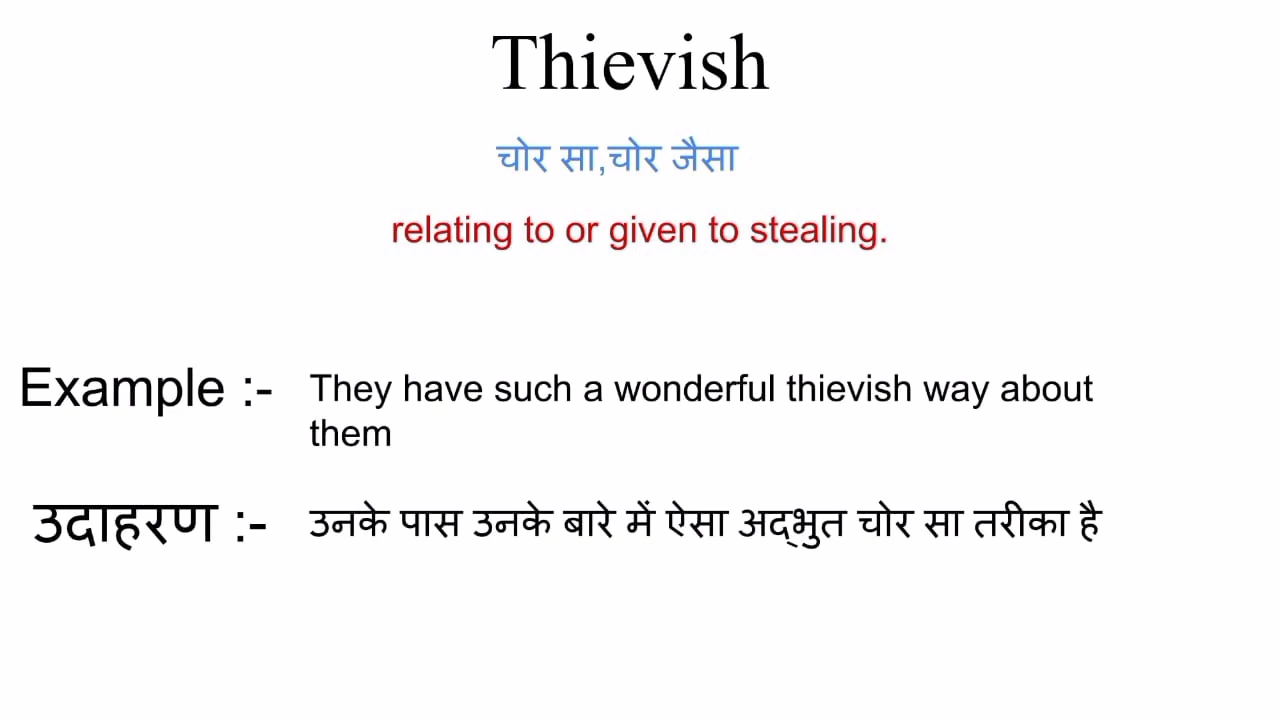 Thievish
चोर सा,चोर जैसा
relating to or given to stealing.
Example :- They have such a wonderful thievish way about
them
उदाहरण :- उनके पास उनके बारे में ऐसा अद्भुत चोर सा तरीका है